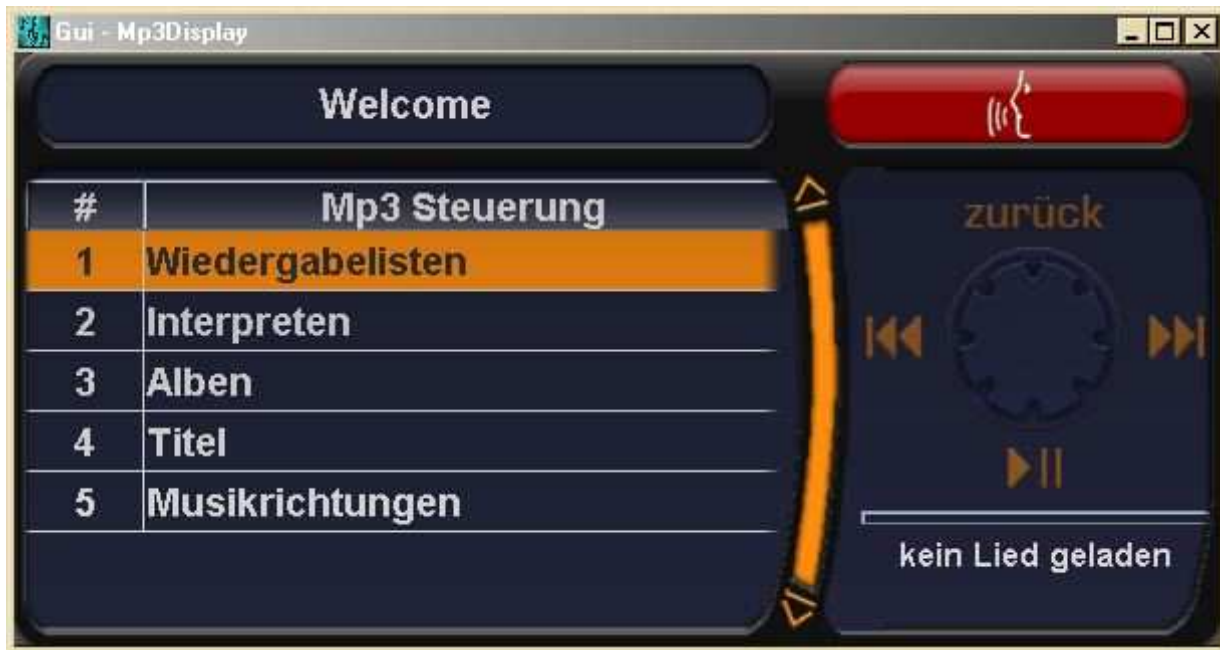 Gui - Mp3Display
Welcome
# Mp3 Steuerung
1 Wiedergabelisten
2 Interpreten
3 Alben
4 Titel
5 Musikrichtungen
zurück
kein Lied geladen